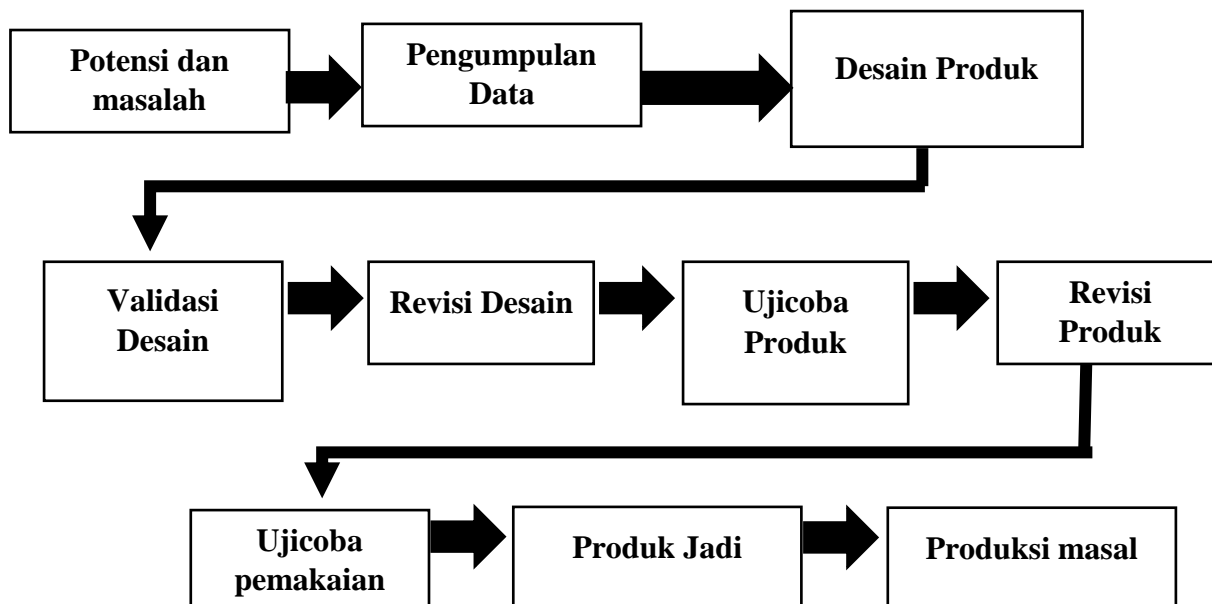 Potensi dan
masalah
Pengumpulan
Data
Desain Produk
Validasi
Desain
Revisi Desain
Ujicoba
Produk
Revisi
Produk
Ujicoba
pemakaian
Produk Jadi
Produksi masal